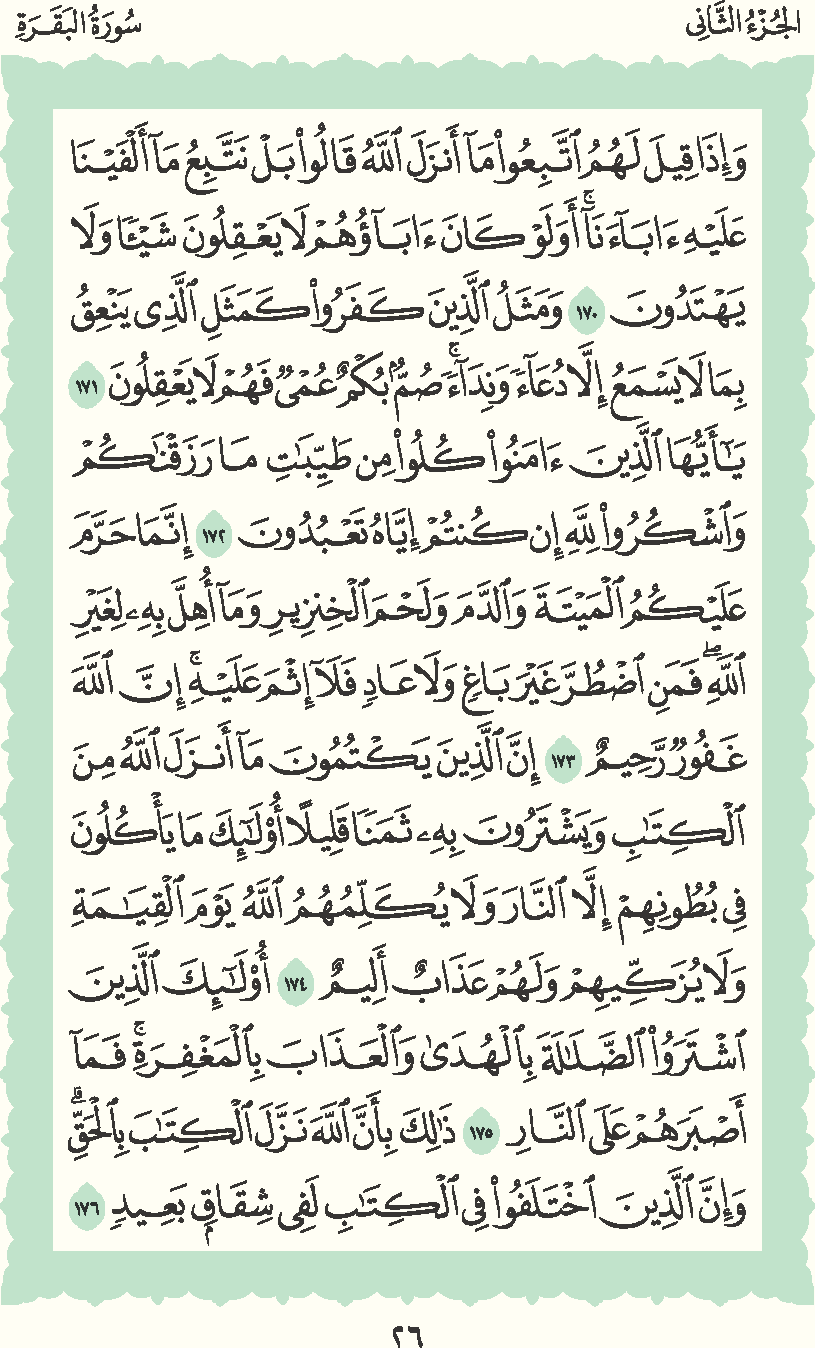 الجُزْءُ الثَّانِي
سُورَةُ البَقَرَةِ
وَإِذَا قِيلَ لَهُمُ ٱتَّبِعُوا۟ مَآ أَنزَلَ ٱللَّهُ قَالُوا۟ بَلْ نَتَّبِعُ مَآ أَلْفَيْنَا
عَلَيْهِ ءَابَآءَنَآ ۚ أَوَلَوْ كَانَ ءَابَآؤُهُمْ لَا يَعْقِلُونَ شَيْـًٔا وَلَا
يَهْتَدُونَ ١٧٠ وَمَثَلُ ٱلَّذِينَ كَفَرُوا۟ كَمَثَلِ ٱلَّذِى يَنْعِقُ
بِمَا لَا يَسْمَعُ إِلَّا دُعَآءً وَنِدَآءً ۚ صُمٌّۢ بُكْمٌ عُمْىٌ فَهُمْ لَا يَعْقِلُونَ ١٧١
يَـٰٓأَيُّهَا ٱلَّذِينَ ءَامَنُوا۟ كُلُوا۟ مِن طَيِّبَـٰتِ مَا رَزَقْنَـٰكُمْ
وَٱشْكُرُوا۟ لِلَّهِ إِن كُنتُمْ إِيَّاهُ تَعْبُدُونَ ١٧٢ إِنَّمَا حَرَّمَ
عَلَيْكُمُ ٱلْمَيْتَةَ وَٱلدَّمَ وَلَحْمَ ٱلْخِنزِيرِ وَمَآ أُهِلَّ بِهِۦ لِغَيْرِ
ٱللَّهِ ۖ فَمَنِ ٱضْطُرَّ غَيْرَ بَاغٍ وَلَا عَادٍ فَلَآ إِثْمَ عَلَيْهِ ۚ إِنَّ ٱللَّهَ
غَفُورٌ رَّحِيمٌ ١٧٣ إِنَّ ٱلَّذِينَ يَكْتُمُونَ مَآ أَنزَلَ ٱللَّهُ مِنَ
ٱلْكِتَـٰبِ وَيَشْتَرُونَ بِهِۦ ثَمَنًا قَلِيلًا أُو۟لَـٰٓئِكَ مَا يَأْكُلُونَ
فِى بُطُونِهِمْ إِلَّا ٱلنَّارَ وَلَا يُكَلِّمُهُمُ ٱللَّهُ يَوْمَ ٱلْقِيَـٰمَةِ
وَلَا يُزَكِّيهِمْ وَلَهُمْ عَذَابٌ أَلِيمٌ ١٧٤ أُو۟لَـٰٓئِكَ ٱلَّذِينَ
ٱشْتَرَوُا۟ ٱلضَّلَـٰلَةَ بِٱلْهُدَىٰ وَٱلْعَذَابَ بِٱلْمَغْفِرَةِ ۚ فَمَآ
أَصْبَرَهُمْ عَلَى ٱلنَّارِ ١٧٥ ذَٰلِكَ بِأَنَّ ٱللَّهَ نَزَّلَ ٱلْكِتَـٰبَ بِٱلْحَقِّ ۗ
وَإِنَّ ٱلَّذِينَ ٱخْتَلَفُوا۟ فِى ٱلْكِتَـٰبِ لَفِى شِقَاقٍۭ بَعِيدٍ ١٧٦
٢٦